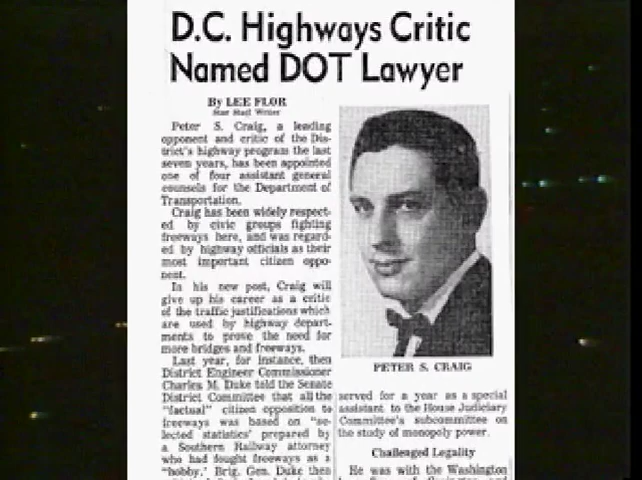 D.C. Highways Critic
Named DOT Lawyer
By LEE FLOR
Star Staff Writer
Peter S. Craig, a leading
opponent and critic of the Dis-
trict's highway program the last
seven years, has been appointed
one of four assistant general
counsels for the Department of
Transportation.
Craig has been widely respect-
ed by civic groups fighting
freeways here, and was regard-
ed by highway officials as their
most important citizen oppo-
nent.
In his new post, Craig will
give up his career as a critic
of the traffic justifications which
are used by highway depart-
ments to prove the need for
more bridges and freeways.
Last year, for instance, then
District Engineer Commissioner
Charles M. Duke told the Senate
District Committee that all the
"factual" citizen opposition to
freeways was based on "se-
lected statistics' prepared by
a Southern Railway attorney
who had fought freeways as a
"hobby.' Brig. Gen. Duke then
PETER S. CRAIG
served for a year as a special
assistant to the House Judiciary
Committee's subcommittee on
the study of monopoly power.
Challenged Legality
He was with the Washington